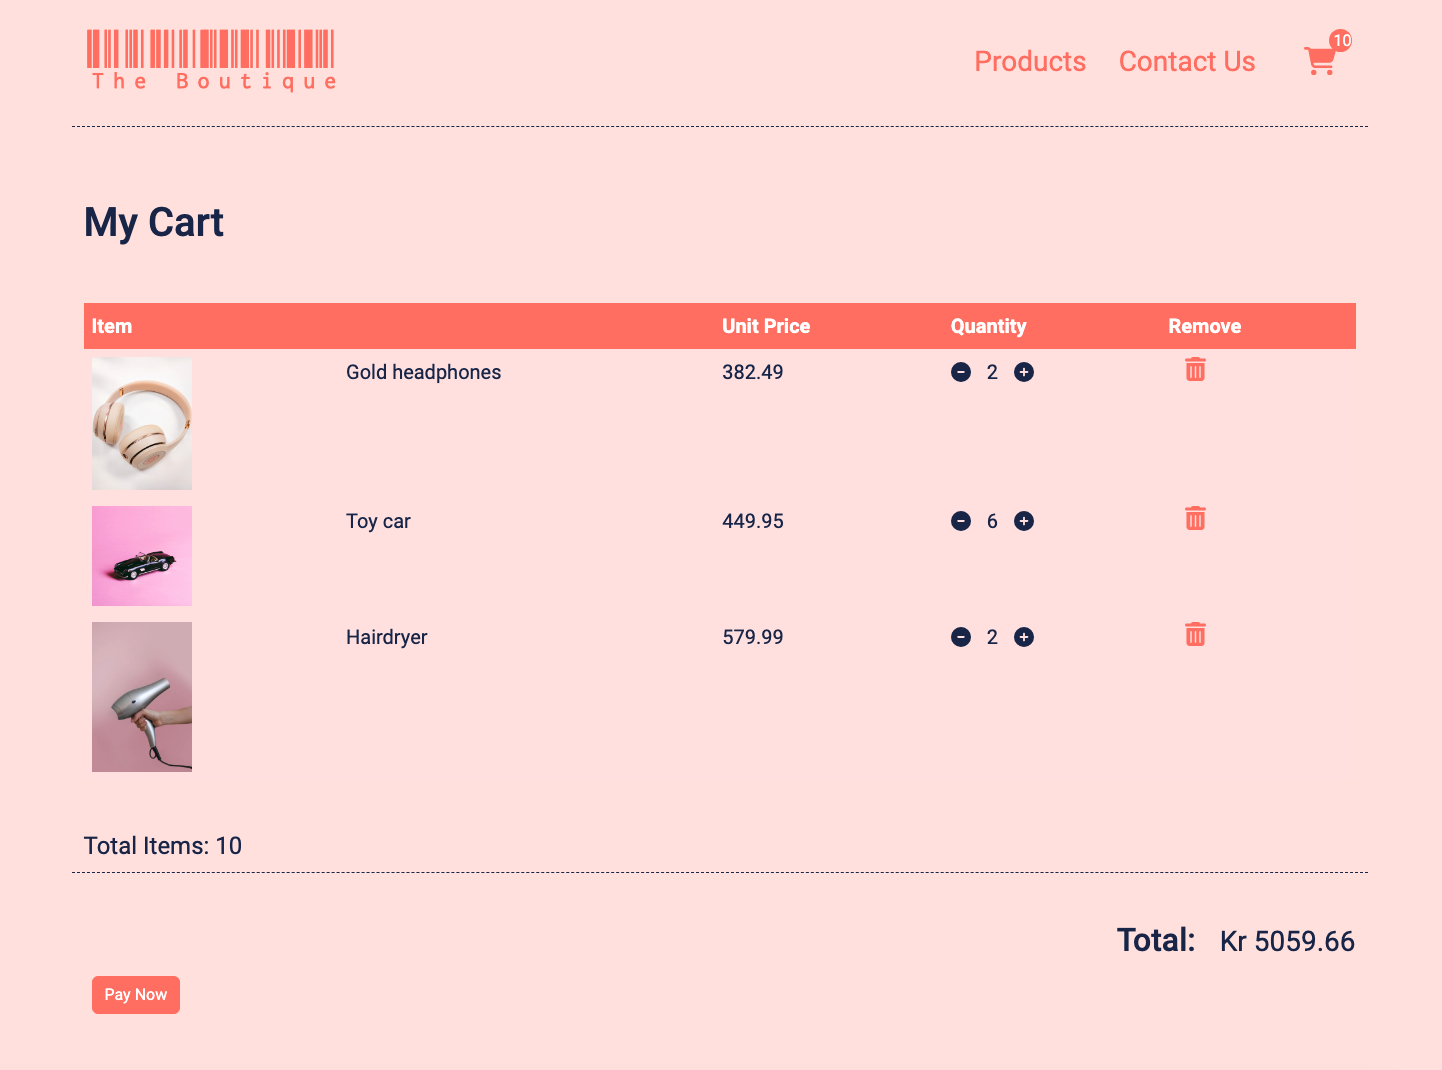 The Boutique
Products Contact Us 10
My Cart
Item Unit Price Quantity Remove
Gold headphones 382.49 2
Toy car 449.95 6
Hairdryer 579.99 2
Total Items: 10
Total: Kr 5059.66
Pay Now